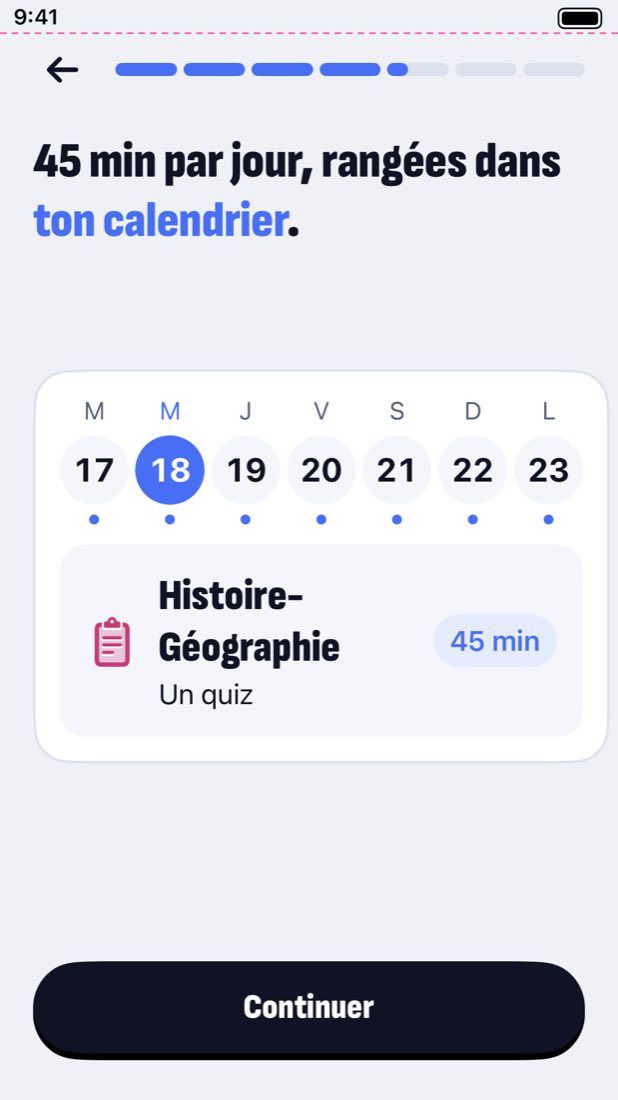 9:41
45 min par jour, rangées dans
ton calendrier.
M M J V S D L
17 18 19 20 21 22 23
Histoire-
Géographie
Un quiz
45 min
Continuer